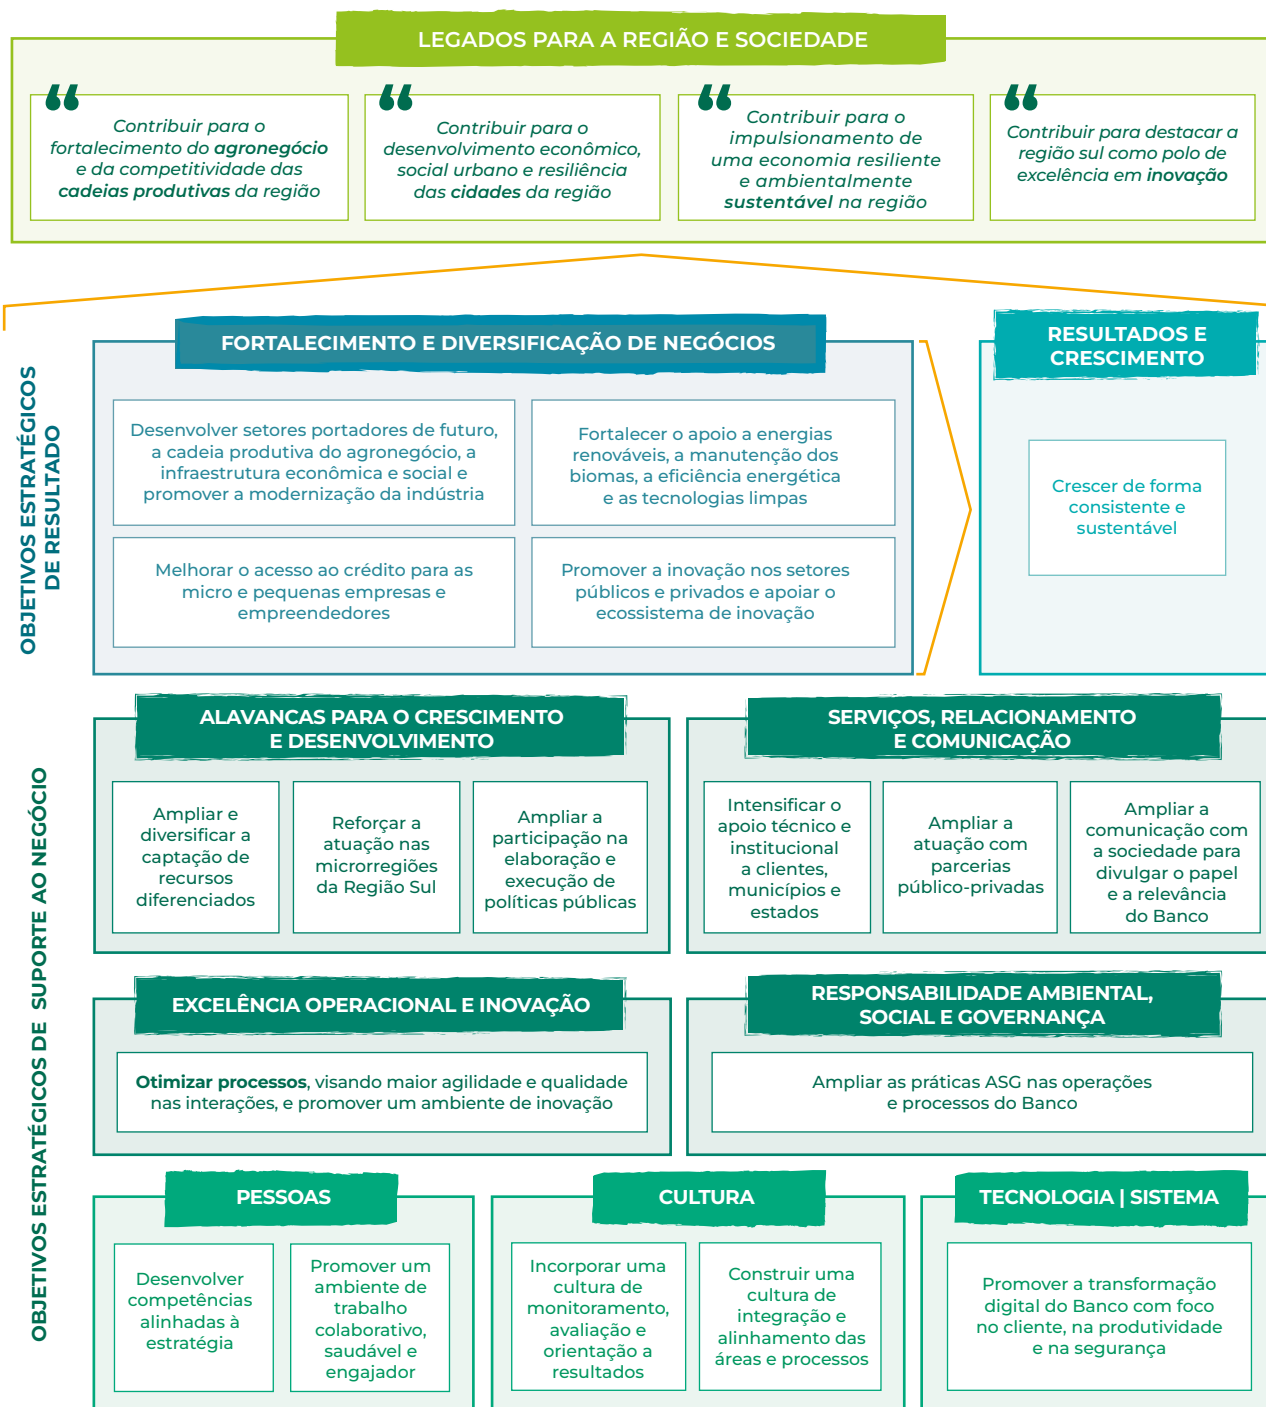 LEGADOS PARA A REGIÃO E SOCIEDADE
Contribuir para o
fortalecimento do agronegócio
e da competitividade das
cadeias produtivas da região
Contribuir para o
desenvolvimento econômico,
social urbano e resiliência
das cidades da região
Contribuir para o
impulsionamento de
uma economia resiliente
e ambientalmente
sustentável na região
Contribuir para destacar a
região sul como polo de
excelência em inovação
OBJETIVOS ESTRATÉGICOS
DE RESULTADO
FORTALECIMENTO E DIVERSIFICAÇÃO DE NEGÓCIOS
Desenvolver setores portadores de futuro,
a cadeia produtiva do agronegócio, a
infraestrutura econômica e social e
promover a modernização da indústria
Fortalecer o apoio a energias
renováveis, a manutenção dos
biomas, a eficiência energética
e as tecnologias limpas
Melhorar o acesso ao crédito para as
micro e pequenas empresas e
empreendedores
Promover a inovação nos setores
públicos e privados e apoiar o
ecossistema de inovação
RESULTADOS E
CRESCIMENTO
Crescer de forma
consistente e
sustentável
OBJETIVOS ESTRATÉGICOS DE SUPORTE AO NEGÓCIO
ALAVANCAS PARA O CRESCIMENTO
E DESENVOLVIMENTO
Ampliar e
diversificar a
captação de
recursos
diferenciados
Reforçar a
atuação nas
microrregiões
da Região Sul
Ampliar a
participação na
elaboração e
execução de
políticas públicas
SERVIÇOS, RELACIONAMENTO
E COMUNICAÇÃO
Intensificar o
apoio técnico e
institucional
a clientes,
municípios e
estados
Ampliar a
atuação com
parcerias
público-privadas
Ampliar a
comunicação com
a sociedade para
divulgar o papel
e a relevância
do Banco
EXCELÊNCIA OPERACIONAL E INOVAÇÃO
Otimizar processos, visando maior agilidade e qualidade
nas interações, e promover um ambiente de inovação
RESPONSABILIDADE AMBIENTAL,
SOCIAL E GOVERNANÇA
Ampliar as práticas ASG nas operações
e processos do Banco
PESSOAS
Desenvolver
competências
alinhadas à
estratégia
Promover um
ambiente de
trabalho
colaborativo,
saudável e
engajador
CULTURA
Incorporar uma
cultura de
monitoramento,
avaliação e
orientação a
resultados
Construir uma
cultura de
integração e
alinhamento das
áreas e processos
TECNOLOGIA | SISTEMA
Promover a transformação
digital do Banco com foco
no cliente, na produtividade
e na segurança